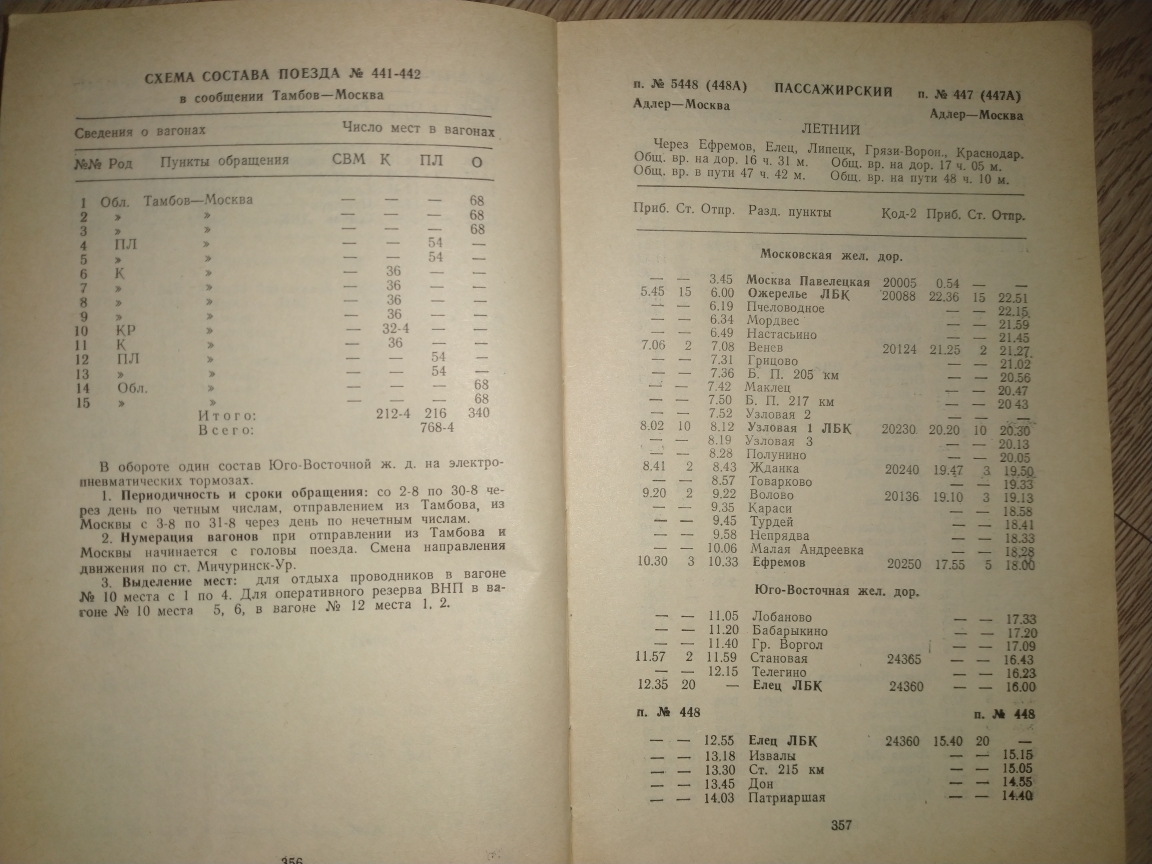 СХЕМА СОСТАВА ПОЕЗДА № 441-442
в сообщении Тамбов—Москва
Сведения о вагонах Число мест в вагонах
№№ Род Пункты обращения СВМ К ПЛ О
1 Обл. Тамбов—Москва — — — 68
2 » » — — — 68
3 » » — — — 68
4 ПЛ » — — 54 —
5 » » — — 54 —
6 К » — 36 — —
7 » » — 36 — —
8 » » — 36 — —
9 » » — 36 — —
10 КР » — 32-4 — —
11 К » — 36 — —
12 ПЛ » — — 54 —
13 » » — — 54 —
14 Обл. » — — — 68
15 » » — — — 68
Итого: 212-4 216 340
Всего: 768-4
В обороте один состав Юго-Восточной ж. д. на электро-
пневматических тормозах.
1. Периодичность и сроки обращения: со 2-8 по 30-8 че-
рез день по четным числам, отправлением из Тамбова, из
Москвы с 3-8 по 31-8 через день по нечетным числам.
2. Нумерация вагонов при отправлении из Тамбова и
Москвы начинается с головы поезда. Смена направления
движения по ст. Мичуринск-Ур.
3. Выделение мест: для отдыха проводников в вагоне
№ 10 места с 1 по 4. Для оперативного резерва ВНП в ва-
гоне № 10 места 5, 6, в вагоне № 12 места 1, 2.
356
п. № 5448 (448А) ПАССАЖИРСКИЙ п. № 447 (447А)
Адлер—Москва Адлер—Москва
ЛЕТНИЙ
Через Ефремов, Елец, Липецк, Грязи-Ворон., Краснодар.
Общ. вр. на дор. 16 ч. 31 м. Общ. вр. на дор. 17 ч. 05 м.
Общ. вр. в пути 47 ч. 42 м. Общ. вр. на пути 48 ч. 10 м.
Приб. Ст. Отпр. Разд. пункты Код-2 Приб. Ст. Отпр.
Московская жел. дор.
— — 3.45 Москва Павелецкая 20005 0.54 — —
5.45 15 6.00 Ожерелье ЛБК 20088 22.36 15 22.51
— — 6.19 Пчеловодное — — 22.15
— — 6.34 Мордвес — — 21.59
— — 6.49 Настасьино — — 21.45
7.06 2 7.08 Венев 20124 21.25 2 21.27
— — 7.31 Грицово — — 21.02
— — 7.36 Б. П. 205 км — — 20.56
— — 7.42 Маклец — — 20.47
— — 7.50 Б. П. 217 км — — 20 43
— — 7.52 Узловая 2 — — —
8.02 10 8.12 Узловая 1 ЛБК 20230 20.20 10 20.30
— — 8.19 Узловая 3 — — 20.13
— — 8.28 Полунино — — 20.05
8.41 2 8.43 Жданка 20240 19.47 3 19.50
— — 8.57 Товарково — — 19.33
9.20 2 9.22 Волово 20136 19.10 3 19.13
— — 9.35 Караси — — 18.58
— — 9.45 Турдей — — 18.41
— — 9.58 Непрядва — — 18.33
— — 10.06 Малая Андреевка — — 18.28
10.30 3 10.33 Ефремов 20250 17.55 5 18.00
Юго-Восточная жел. дор.
— — 11.05 Лобаново — — 17.33
— — 11.20 Бабарыкино — — 17.20
— — 11.40 Гр. Воргол — — 17.09
11.57 2 11.59 Становая 24365 — — 16.43
— — 12.15 Телегино — — 16.23
12.35 20 — Елец ЛБК 24360 — — 16.00
п. № 448 п. № 448
— — 12.55 Елец ЛБК 24360 15.40 20 —
— — 13.18 Извалы — — 15.15
— — 13.30 Ст. 215 км — — 15.05
— — 13.45 Дон — — 14.55
— — 14.03 Патриаршая — — 14.40
357